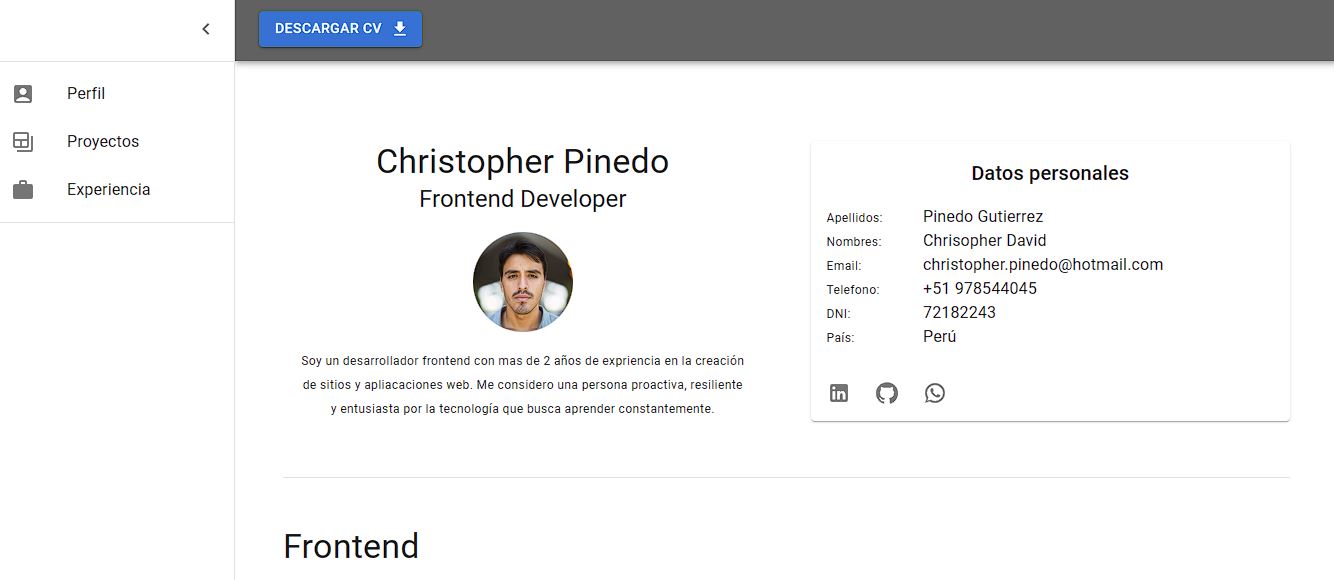 DESCARGAR CV
Perfil
Proyectos
Experiencia
Christopher Pinedo
Frontend Developer
Soy un desarrollador frontend con mas de 2 años de expriencia en la creación
de sitios y apliacaciones web. Me considero una persona proactiva, resiliente
y entusiasta por la tecnología que busca aprender constantemente.
Datos personales
Apellidos: Pinedo Gutierrez
Nombres: Chrisopher David
Email: christopher.pinedo@hotmail.com
Telefono: +51 978544045
DNI: 72182243
País: Perú
in
Frontend